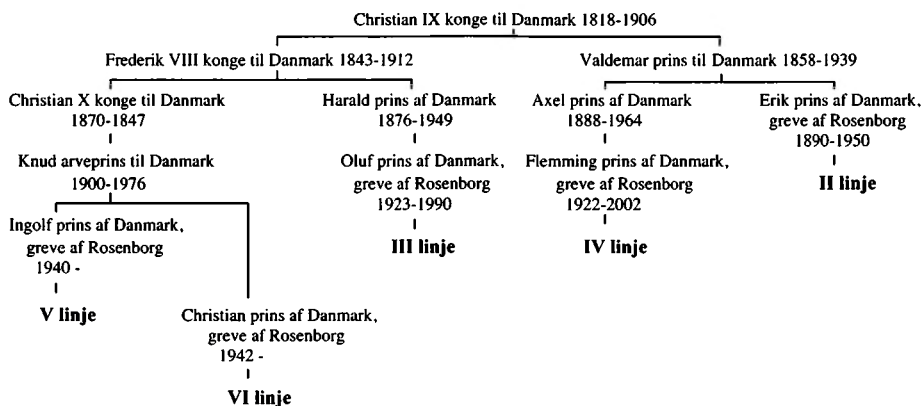 Christian IX konge til Danmark 1818-1906
Frederik VIII konge til Danmark 1843-1912
Valdemar prins til Danmark 1858-1939
Christian X konge til Danmark
1870-1847
Harald prins af Danmark
1876-1949
Axel prins af Danmark
1888-1964
Erik prins af Danmark,
greve af Rosenborg
1890-1950
II linje
Knud arveprins til Danmark
1900-1976
Oluf prins af Danmark,
greve af Rosenborg
1923-1990
III linje
Flemming prins af Danmark,
greve af Rosenborg
1922-2002
IV linje
Ingolf prins af Danmark,
greve af Rosenborg
1940 -
V linje
Christian prins af Danmark,
greve af Rosenborg
1942 -
VI linje